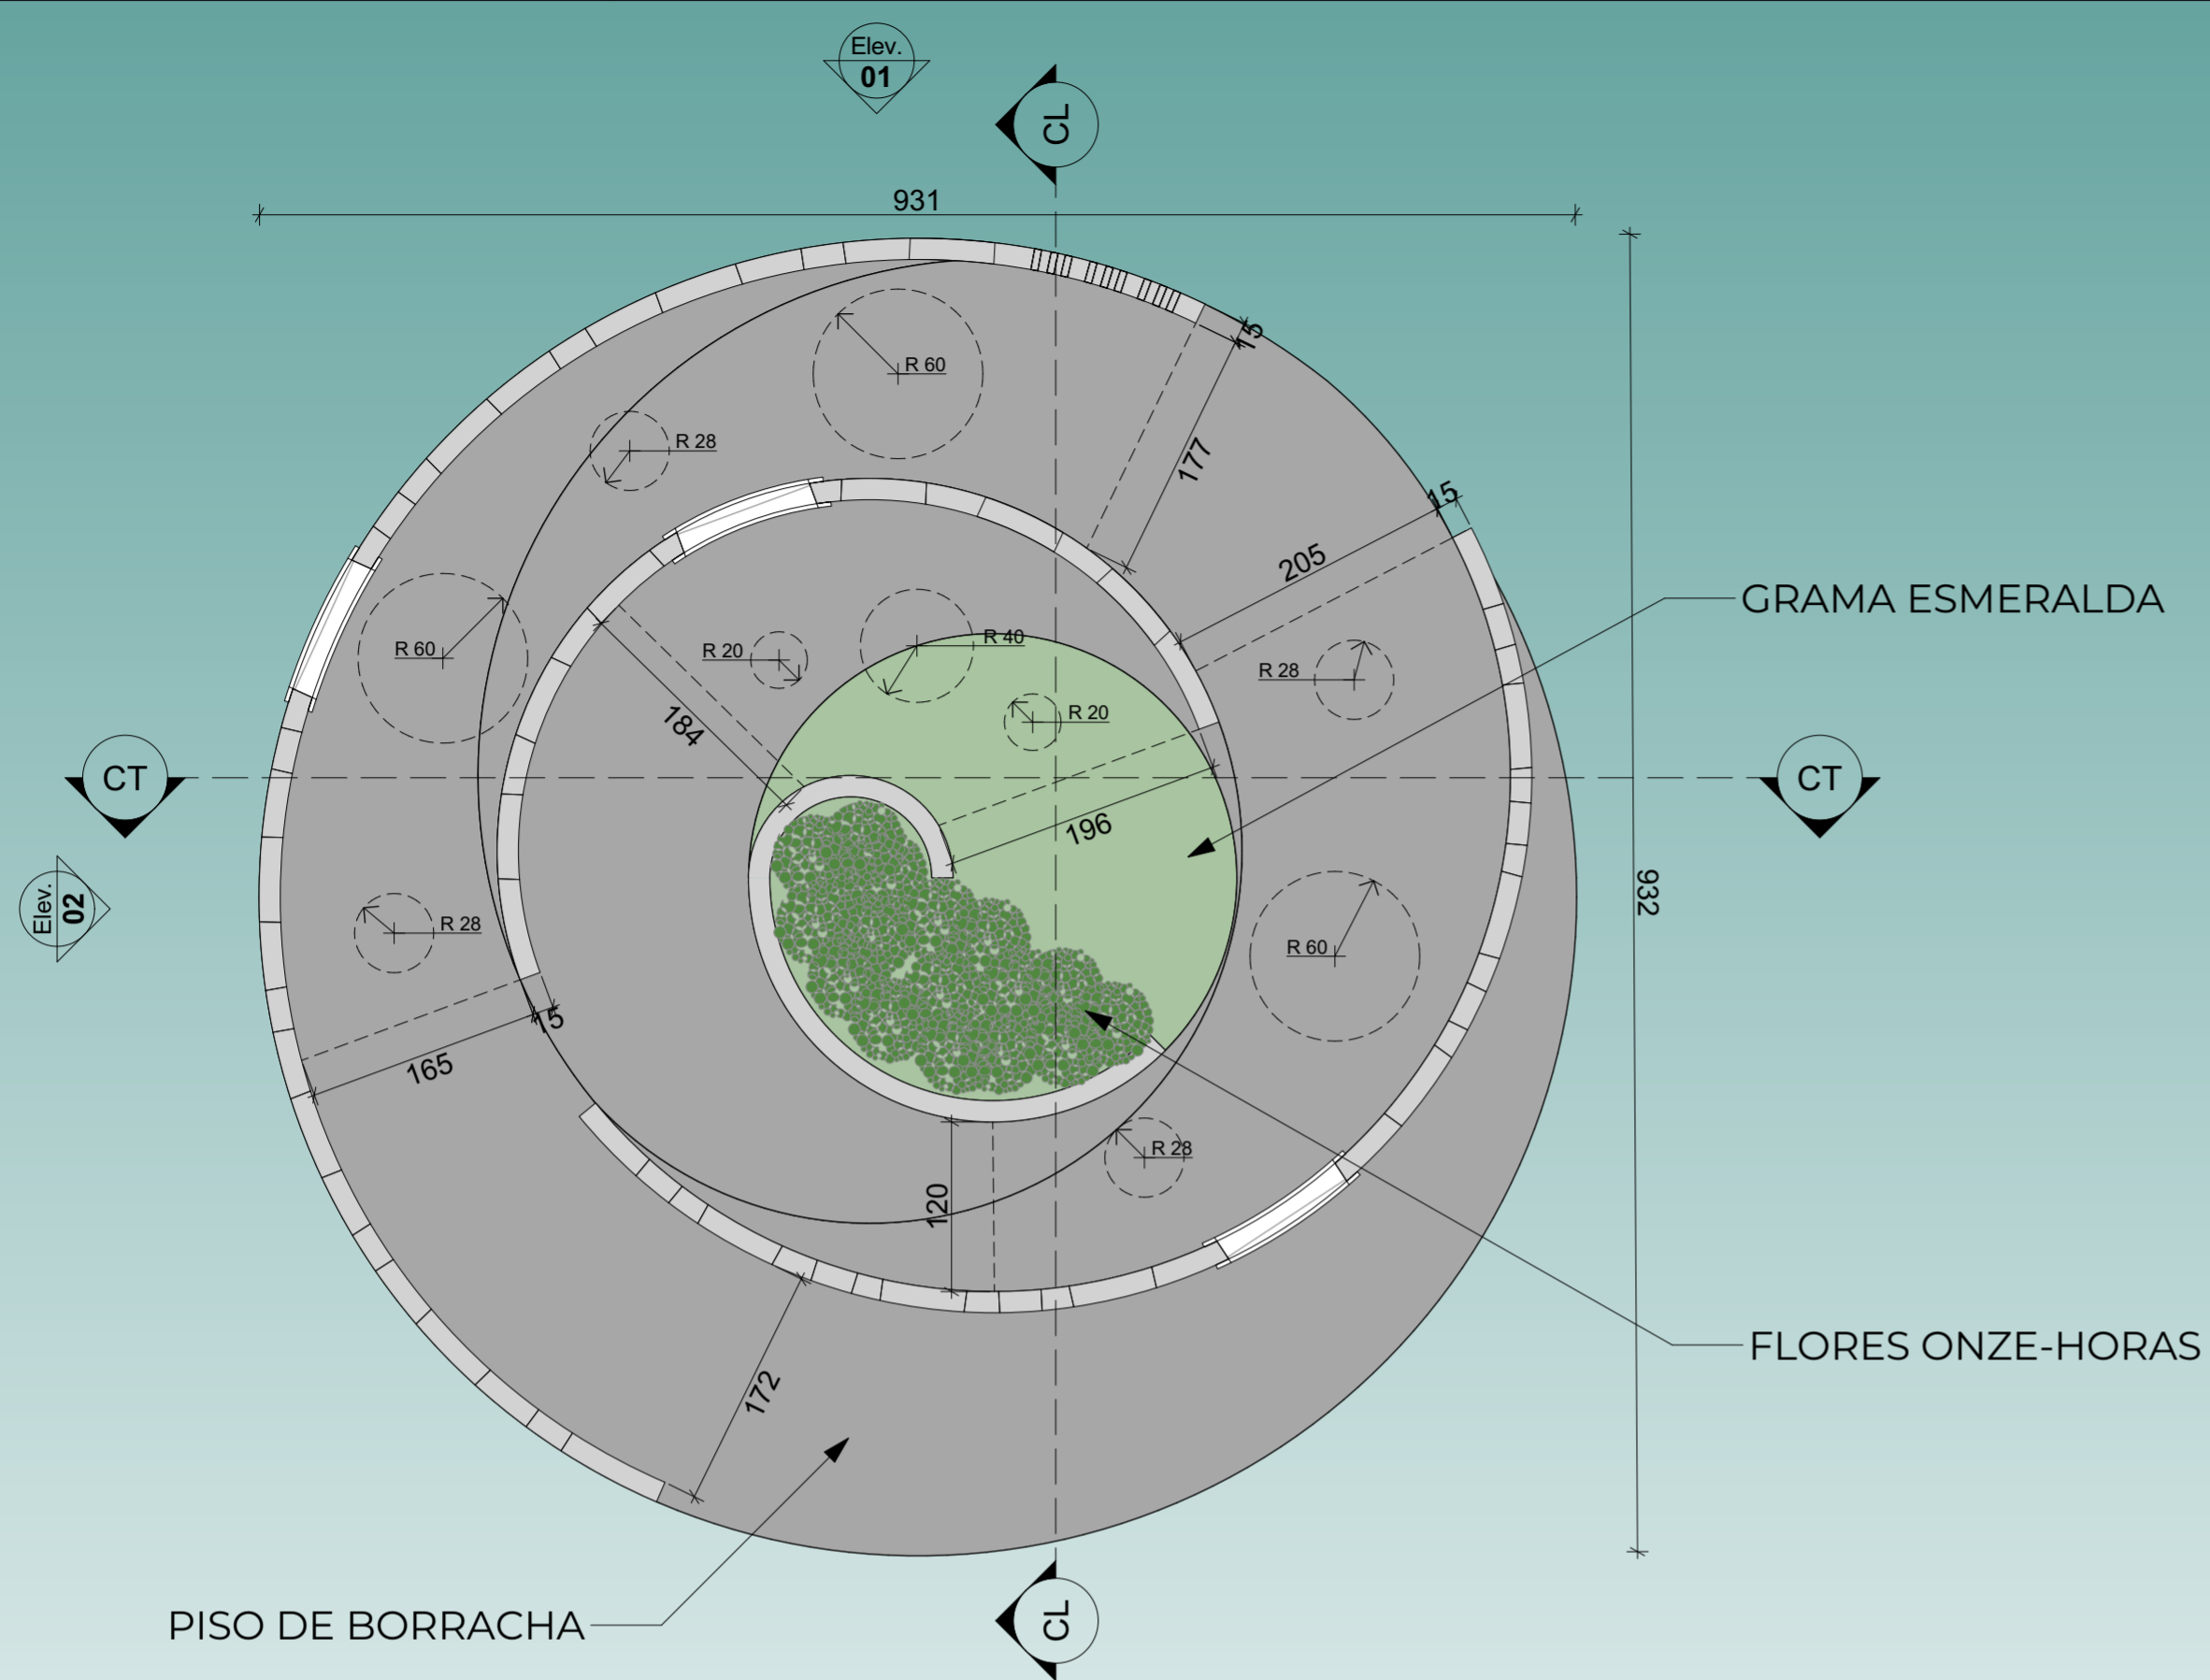 Elev.
01
CL
931
15
R 60
R 28
177
15
205
GRAMA ESMERALDA
R 60
R 20
R 40
R 28
R 20
184
CT
CT
196
932
Elev.
02
R 28
R 60
15
165
R 28
120
FLORES ONZE-HORAS
172
PISO DE BORRACHA
CL